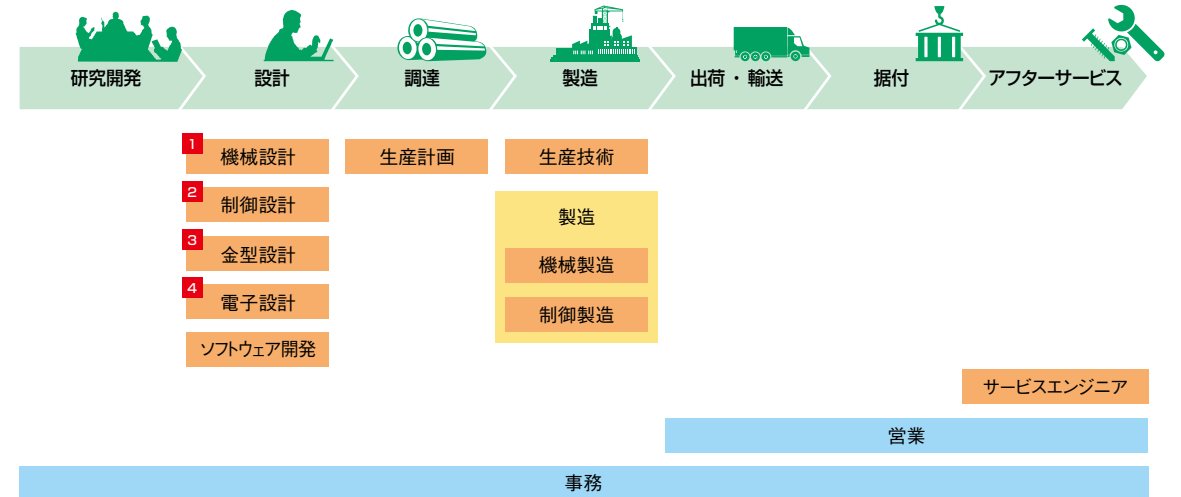 研究開発
設計
調達
製造
出荷・輸送
据付
アフターサービス
1
機械設計
生産計画
生産技術
2
制御設計
製造
3
金型設計
機械製造
4
電子設計
制御製造
ソフトウェア開発
サービスエンジニア
営業
事務